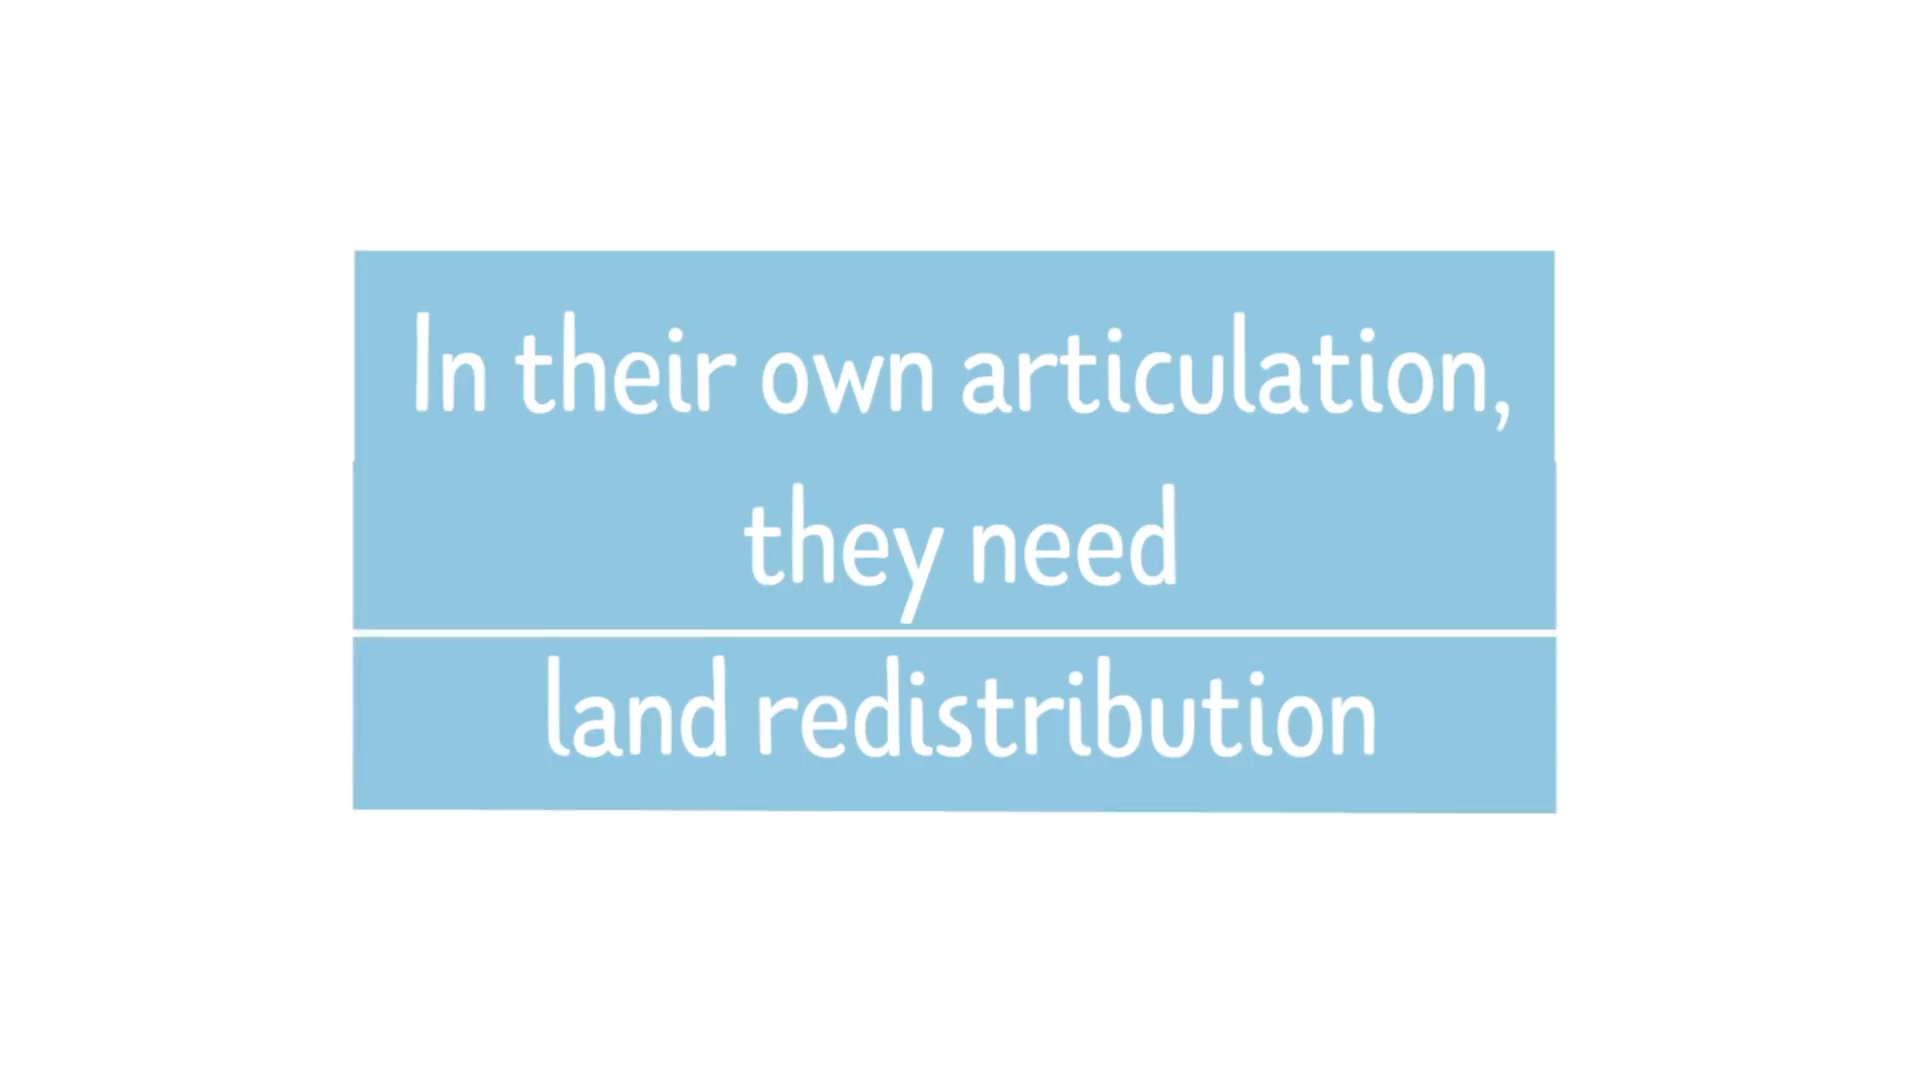 In their own articulation,
they need
land redistribution